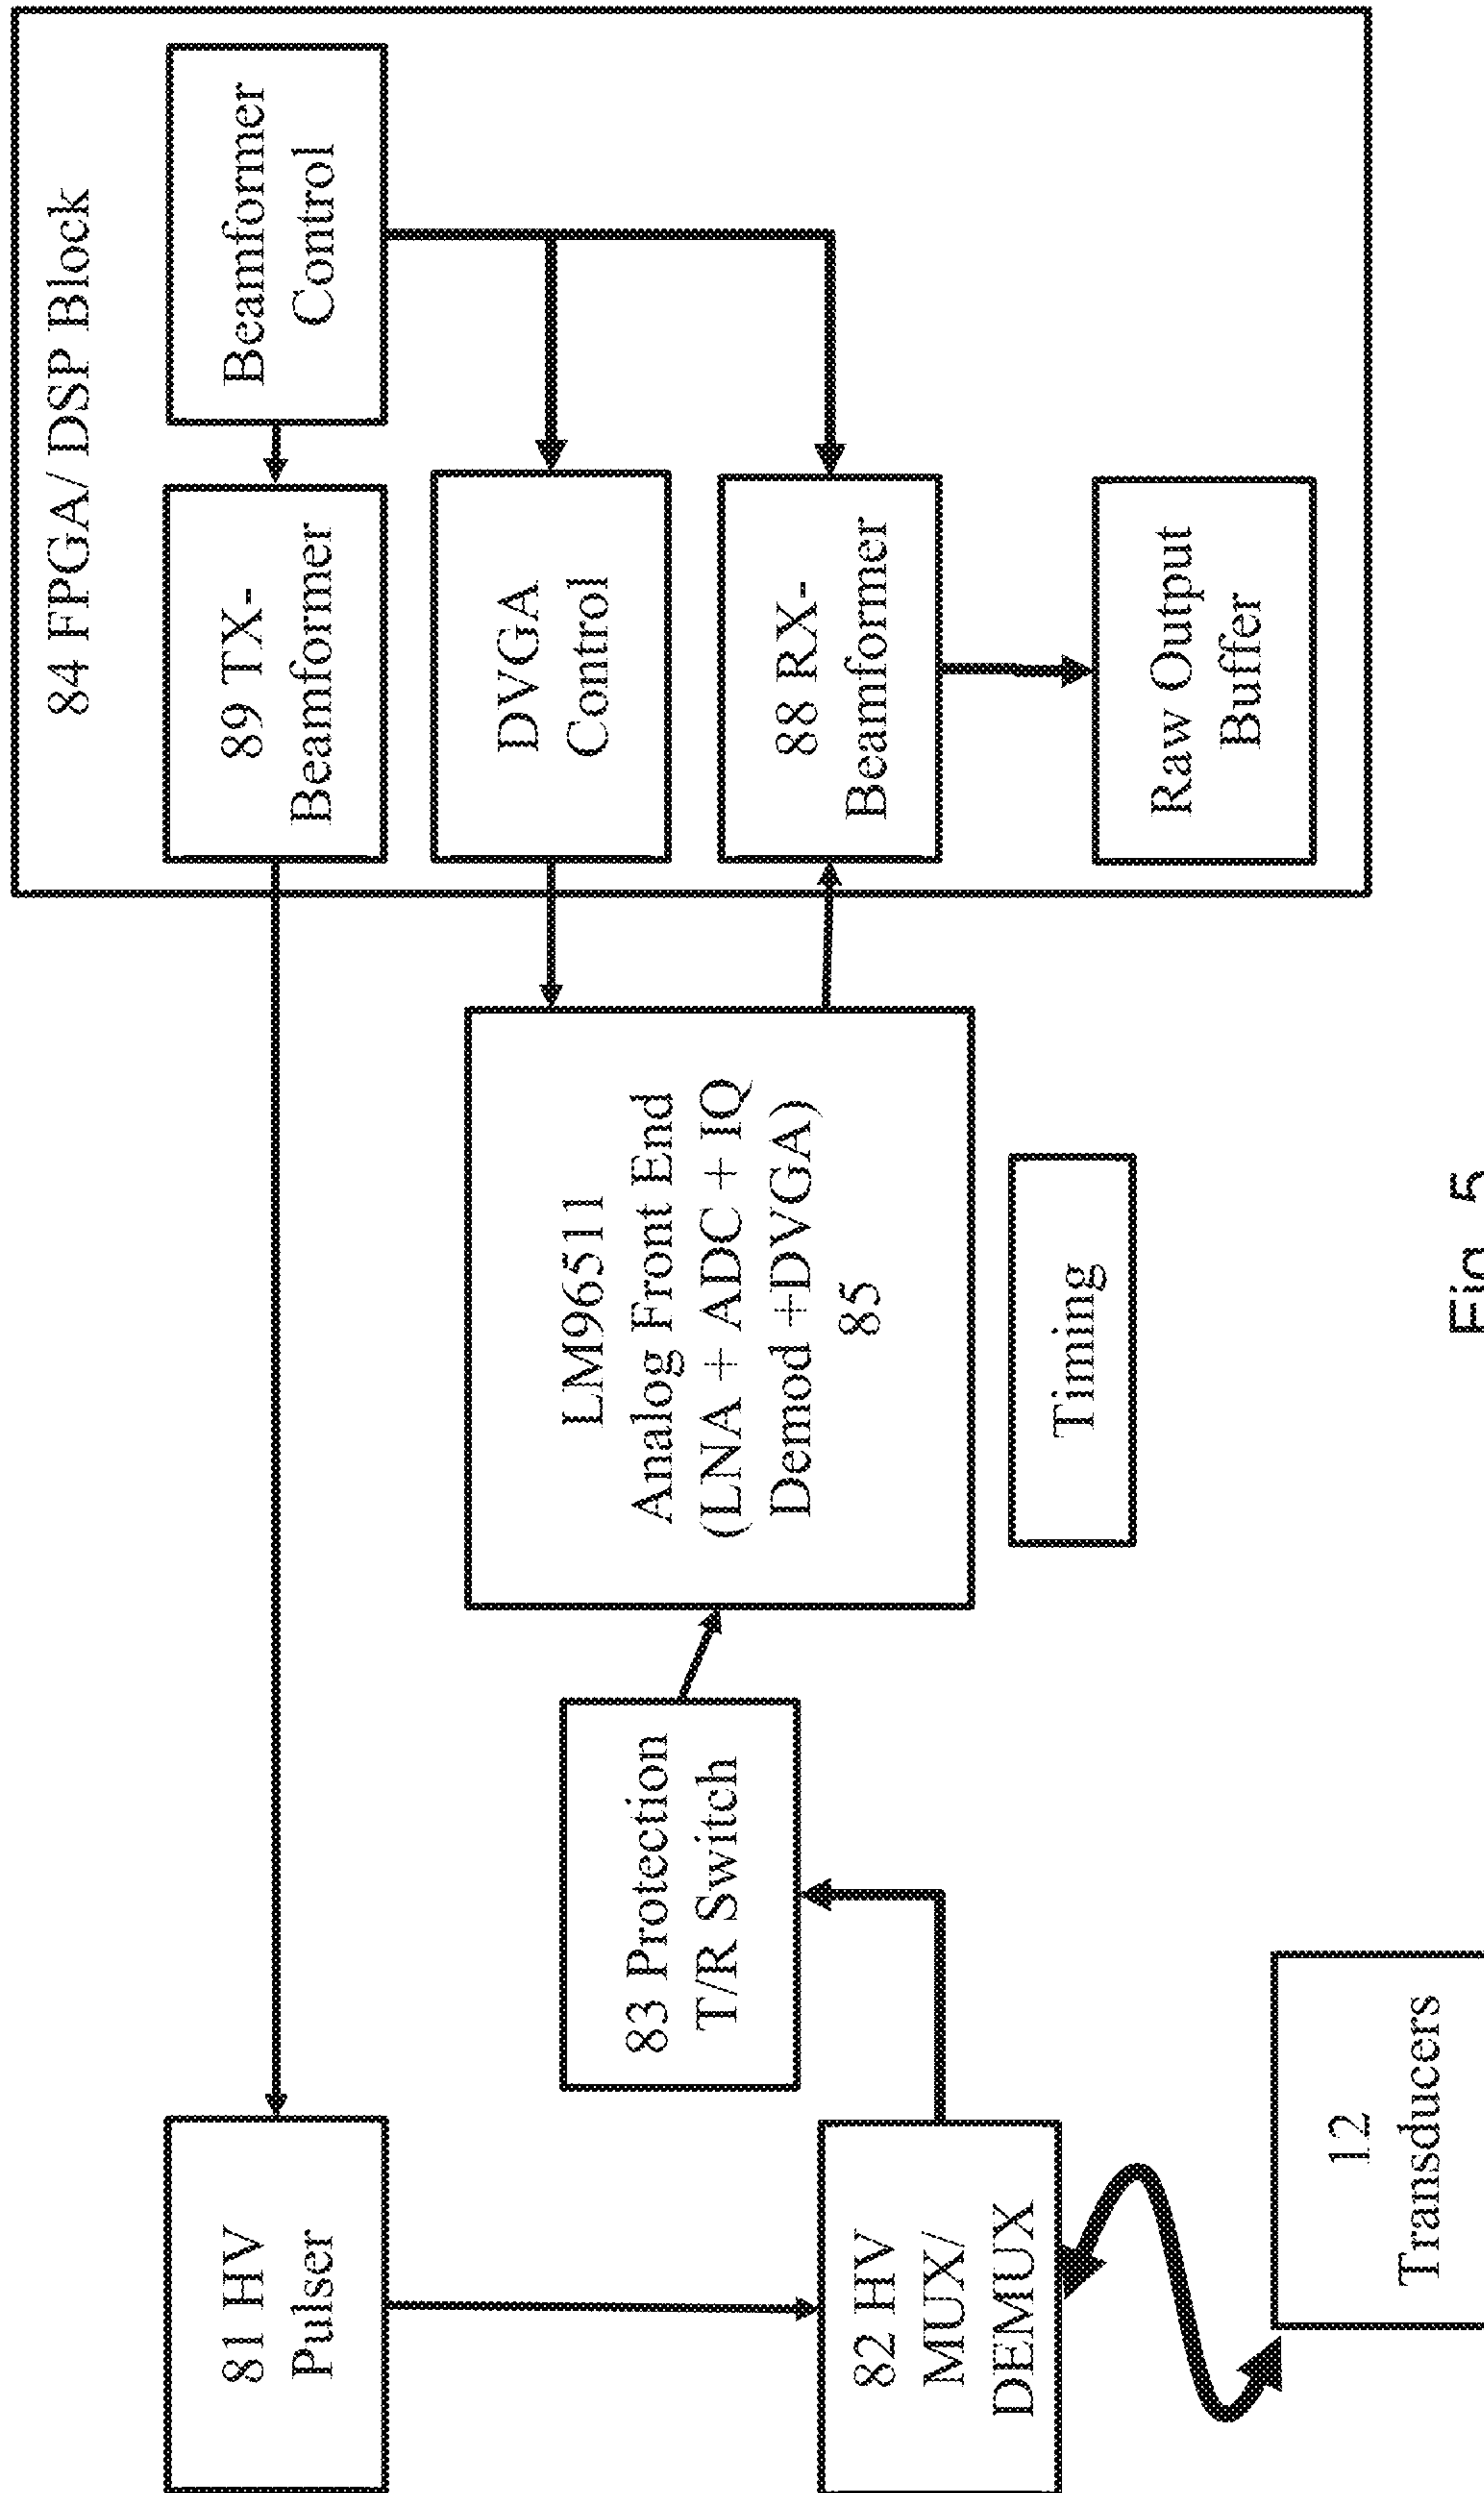 84 FPGA/ DSP Block
81 HV
Pulser
89 TX-
Beamformer
Beamformer
Control
DVGA
Control
83 Protection
T/R Switch
LM96511
Analog Front End
(LNA + ADC + IQ
Demod +DVGA)
85
88 RX-
Beamformer
82 HV
MUX/
DEMUX
Timing
Raw Output
Buffer
12
Transducers
Fig. 5